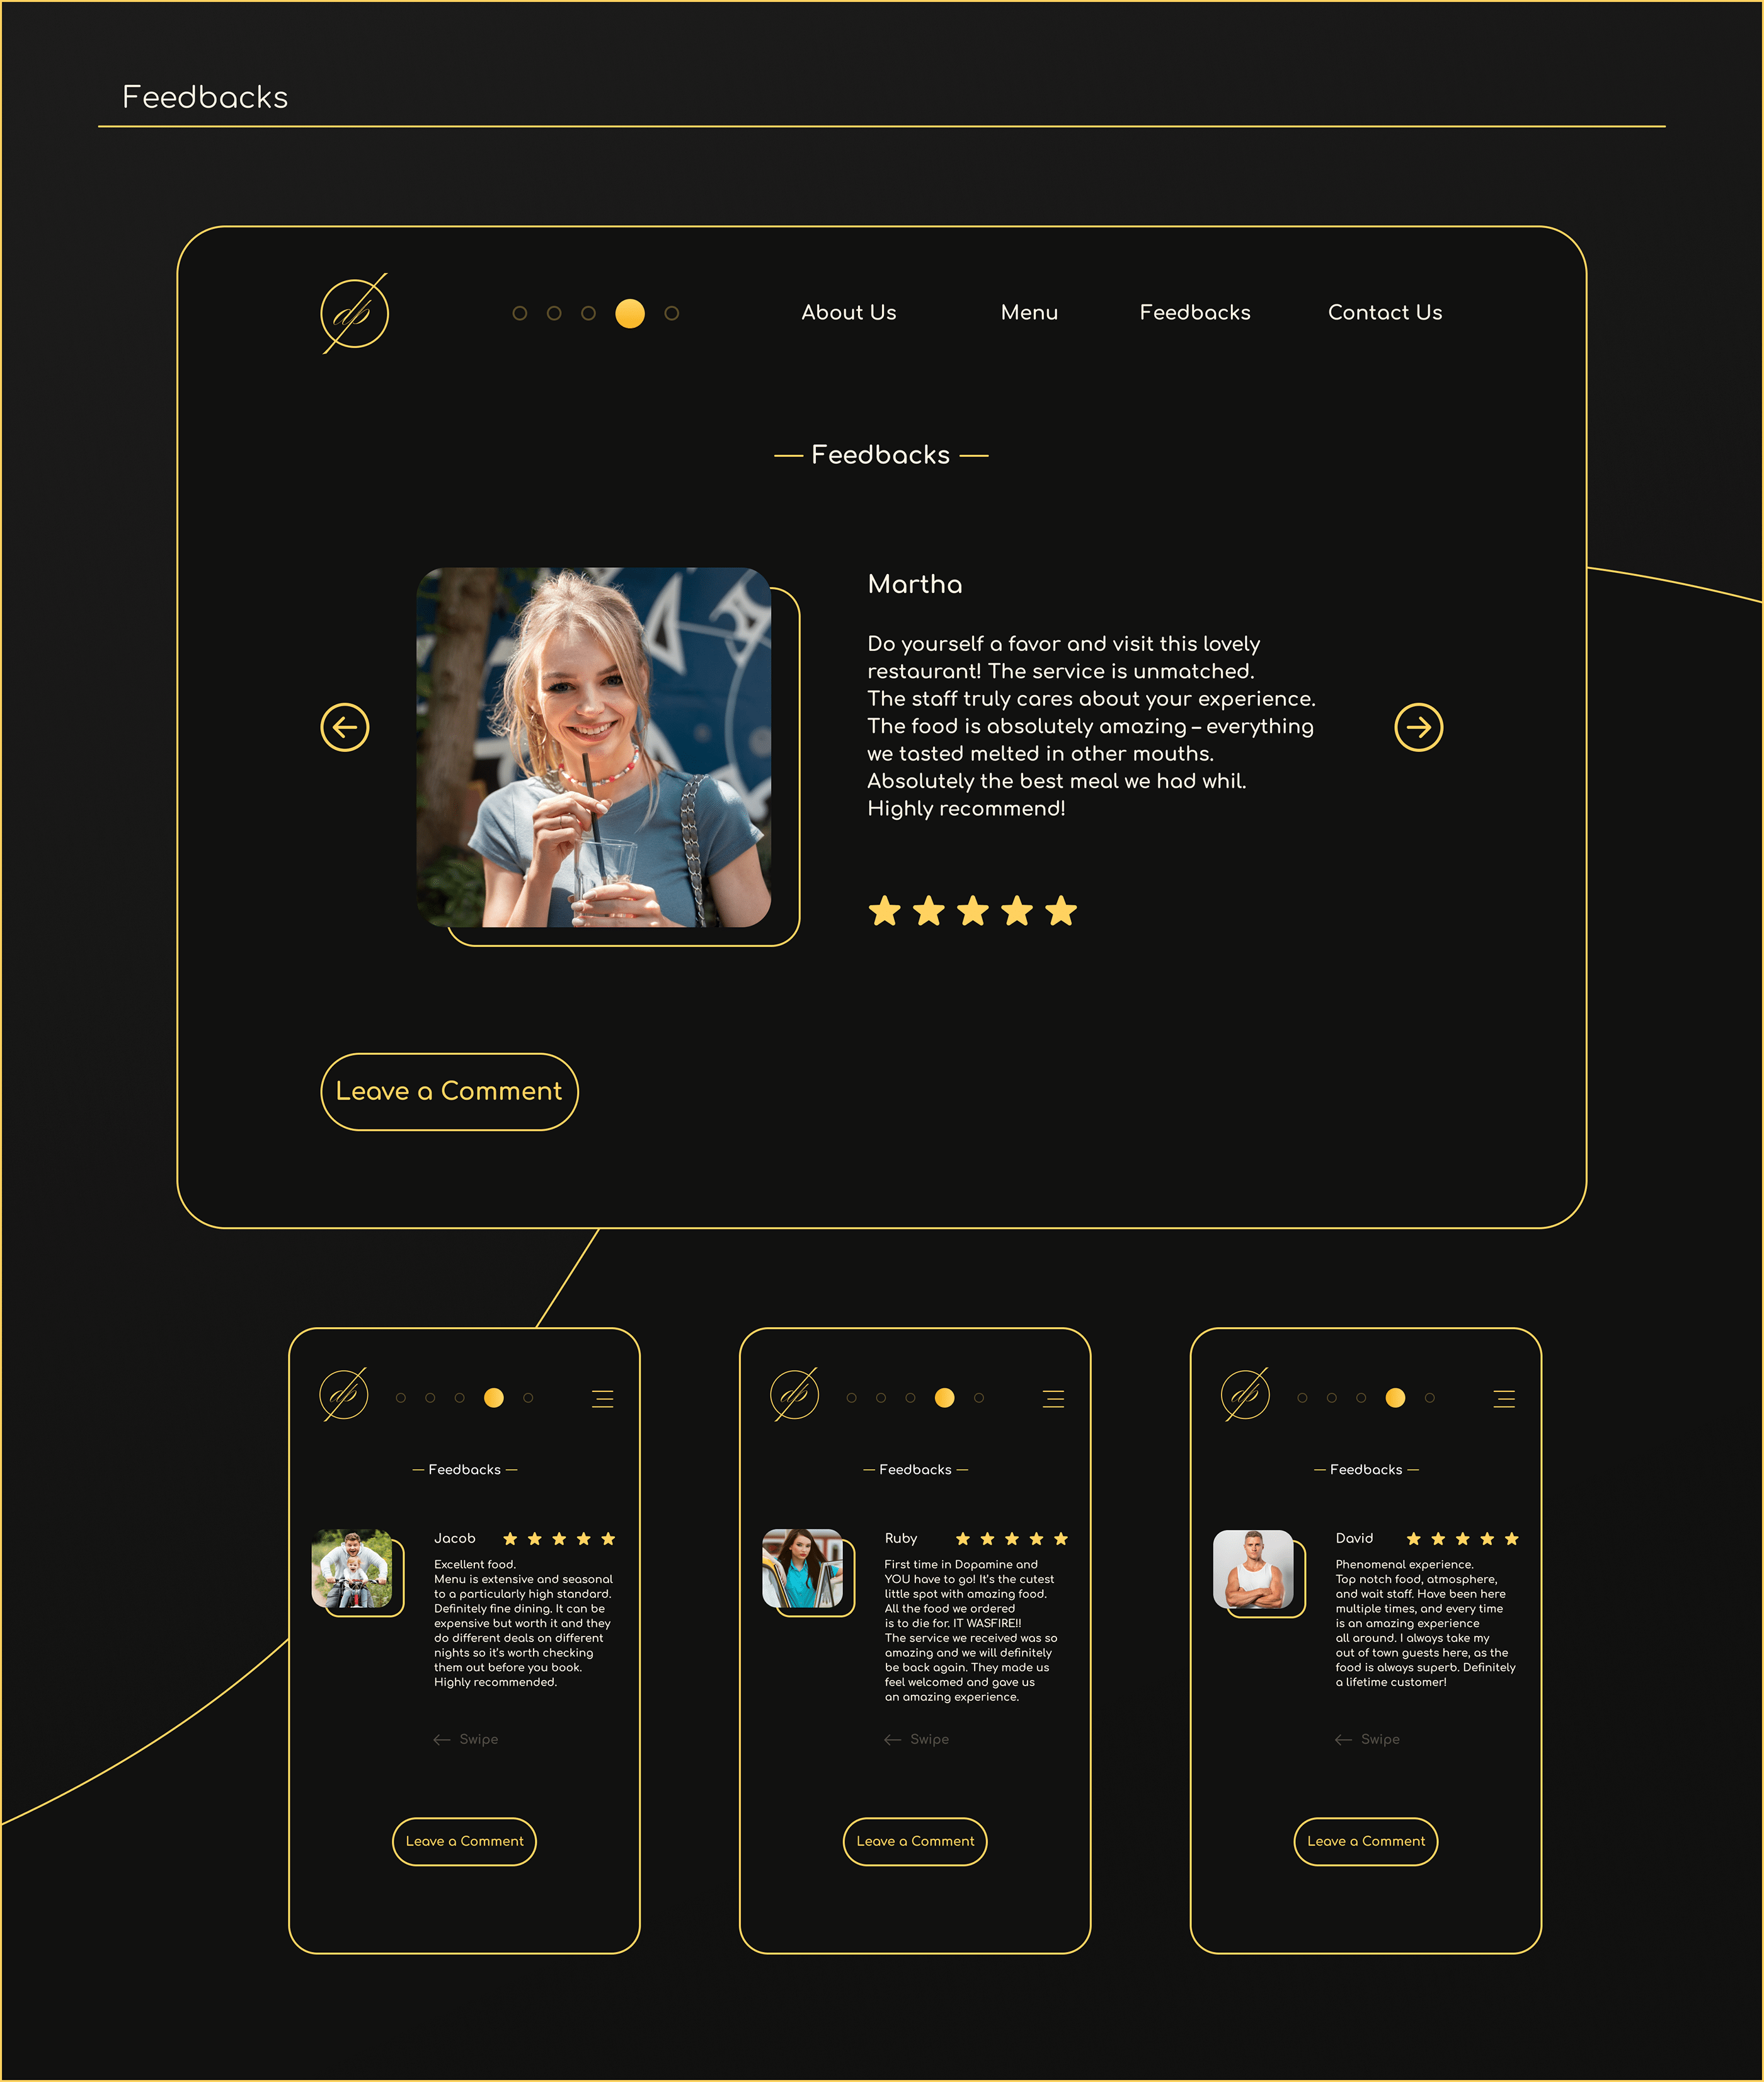 Feedbacks
dp
About Us Menu Feedbacks Contact Us
— Feedbacks —
Martha
Do yourself a favor and visit this lovely
restaurant! The service is unmatched.
The staff truly cares about your experience.
The food is absolutely amazing – everything
we tasted melted in other mouths.
Absolutely the best meal we had whil.
Highly recommend!
Leave a Comment
dp
— Feedbacks —
Jacob
Excellent food.
Menu is extensive and seasonal
to a particularly high standard.
Definitely fine dining. It can be
expensive but worth it and they
do different deals on different
nights so it's worth checking
them out before you book.
Highly recommended.
Swipe
Leave a Comment
dp
— Feedbacks —
Ruby
First time in Dopamine and
YOU have to go! It's the cutest
little spot with amazing food.
All the food we ordered
is to die for. IT WASFIRE!!
The service we received was so
amazing and we will definitely
be back again. They made us
feel welcomed and gave us
an amazing experience.
Swipe
Leave a Comment
dp
— Feedbacks —
David
Phenomenal experience.
Top notch food, atmosphere,
and wait staff. Have been here
multiple times, and every time
is an amazing experience
all around. I always take my
out of town guests here, as the
food is always superb. Definitely
a lifetime customer!
Swipe
Leave a Comment